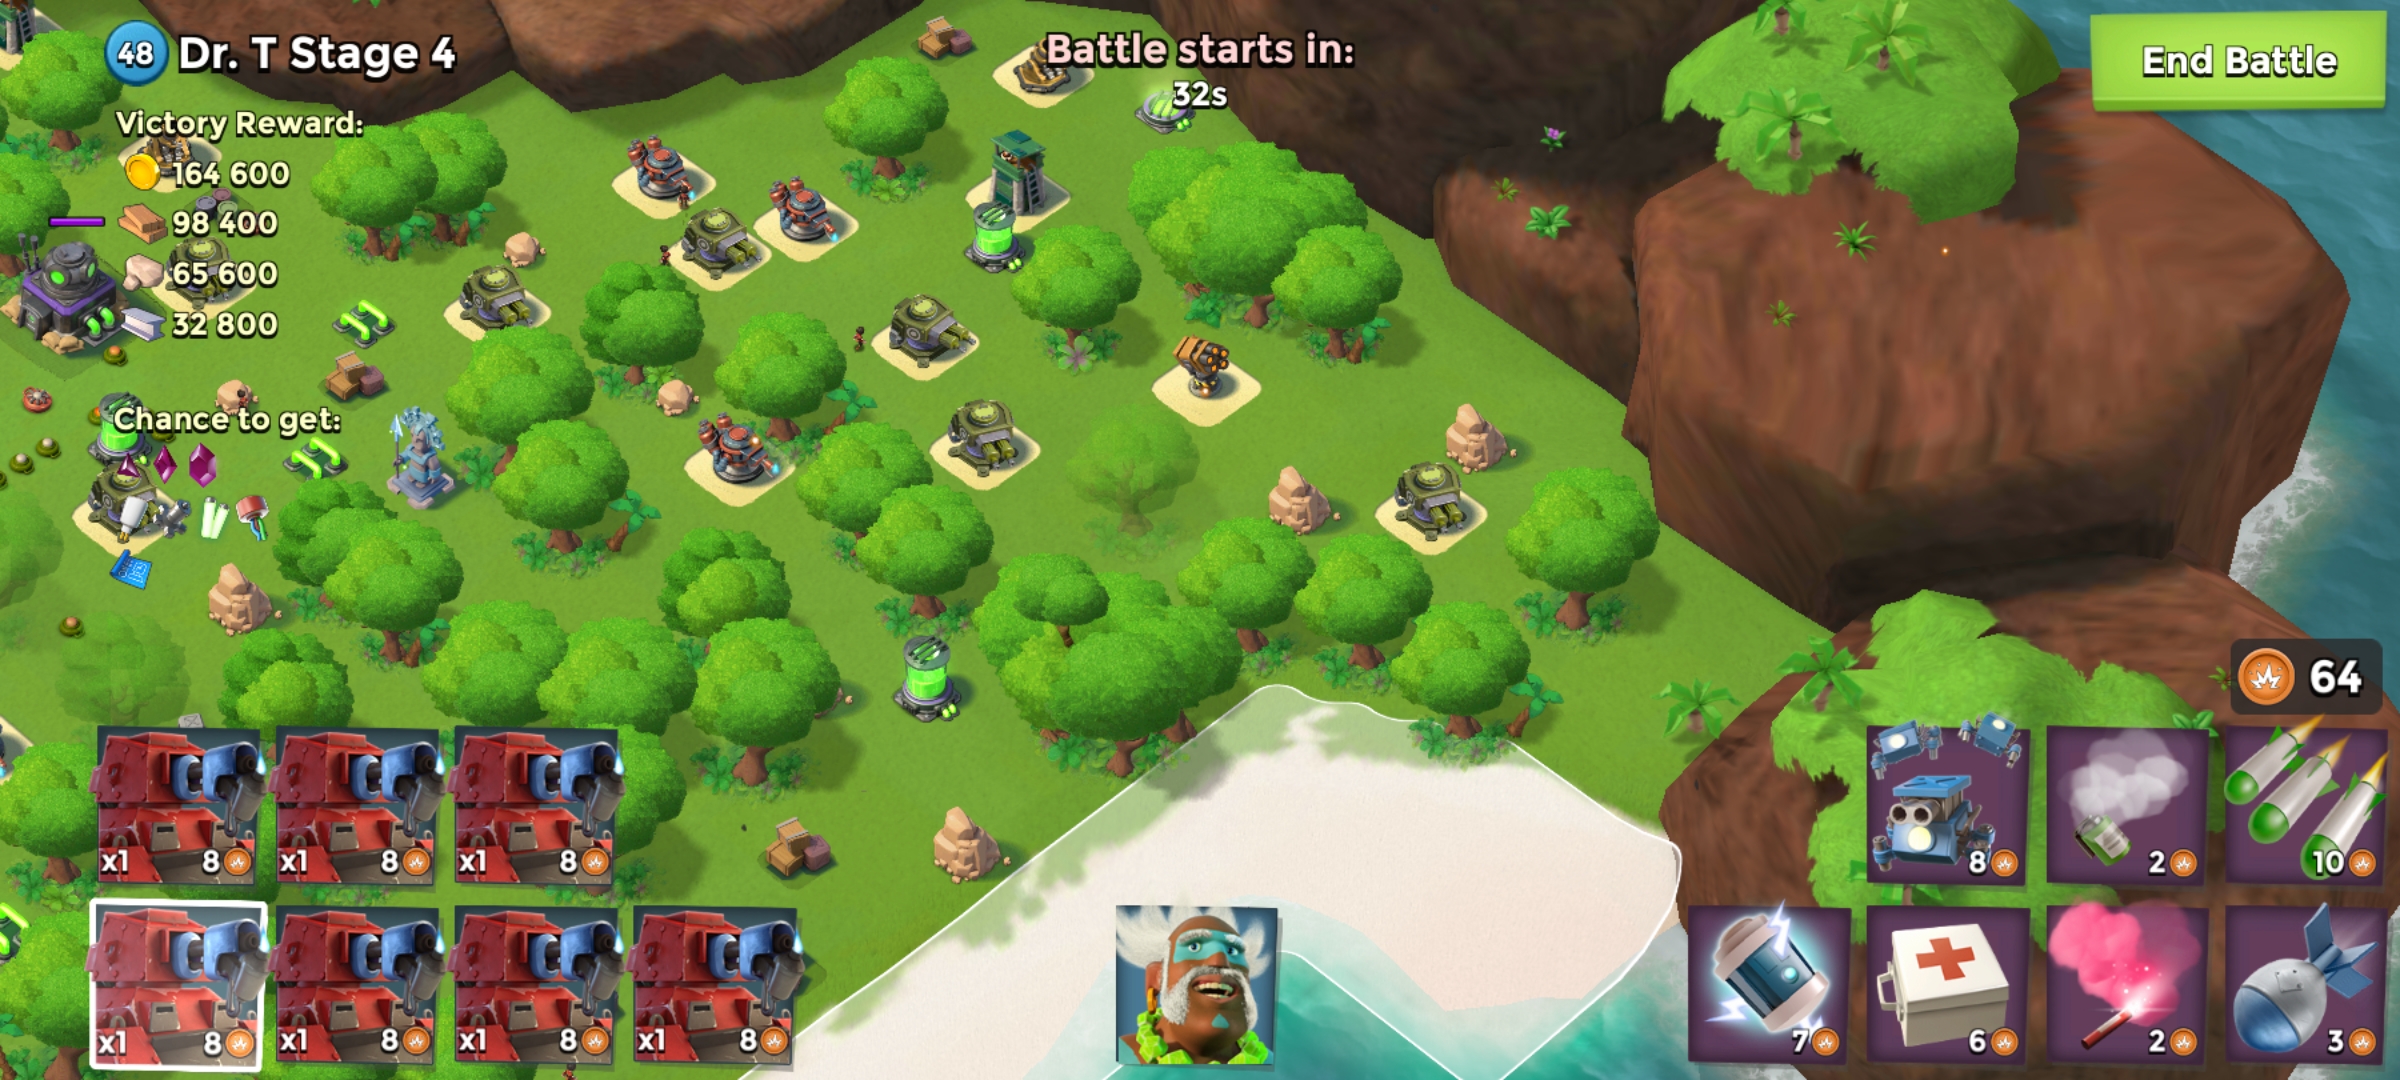 48 Dr. T Stage 4
Battle starts in:
32s
End Battle
Victory Reward:
164 600
98 400
65 600
32 800
Chance to get:
64
x1 8
x1 8
x1 8
8
2
10
x1 8
x1 8
x1 8
x1 8
7
6
2
3